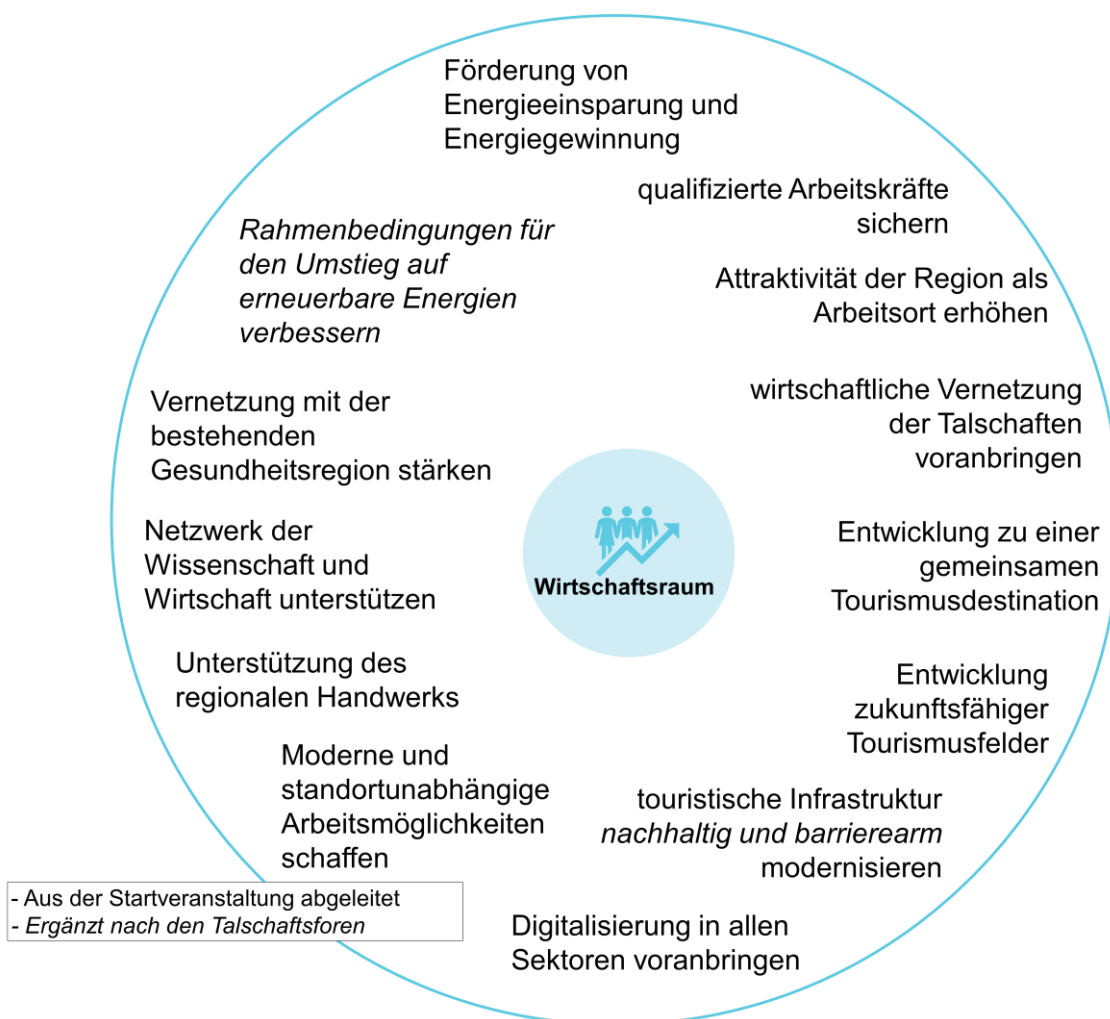 Förderung von
Energieeinsparung und
Energiegewinnung
qualifizierte Arbeitskräfte
sichern
Rahmenbedingungen für
den Umstieg auf
erneuerbare Energien
verbessern
Attraktivität der Region als
Arbeitsort erhöhen
Vernetzung mit der
bestehenden
Gesundheitsregion stärken
wirtschaftliche Vernetzung
der Talschaften
voranbringen
Netzwerk der
Wissenschaft und
Wirtschaft unterstützen
Wirtschaftsraum
Entwicklung zu einer
gemeinsamen
Tourismusdestination
Unterstützung des
regionalen Handwerks
Entwicklung
zukunftsfähiger
Tourismusfelder
Moderne und
standortunabhängige
Arbeitsmöglichkeiten
schaffen
touristische Infrastruktur
nachhaltig und barrierearm
modernisieren
- Aus der Startveranstaltung abgeleitet
- Ergänzt nach den Talschaftsforen
Digitalisierung in allen
Sektoren voranbringen